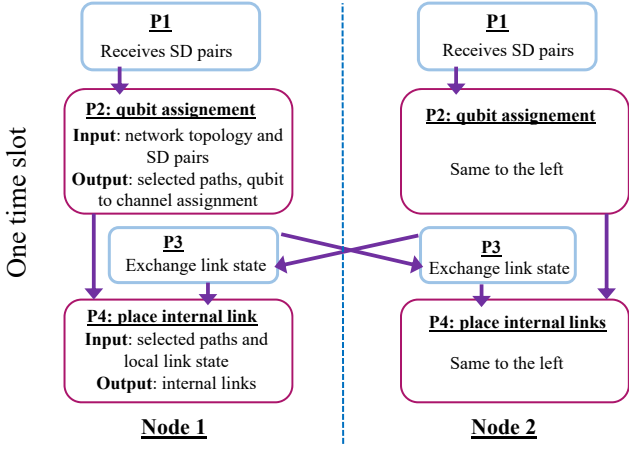 P1
Receives SD pairs
P2: qubit assignement
Input: network topology and
SD pairs
Output: selected paths, qubit
to channel assignment
P3
Exchange link state
P4: place internal link
Input: selected paths and
local link state
Output: internal links
Node 1
P1
Receives SD pairs
P2: qubit assignement
Same to the left
P3
Exchange link state
P4: place internal links
Same to the left
Node 2
One time slot